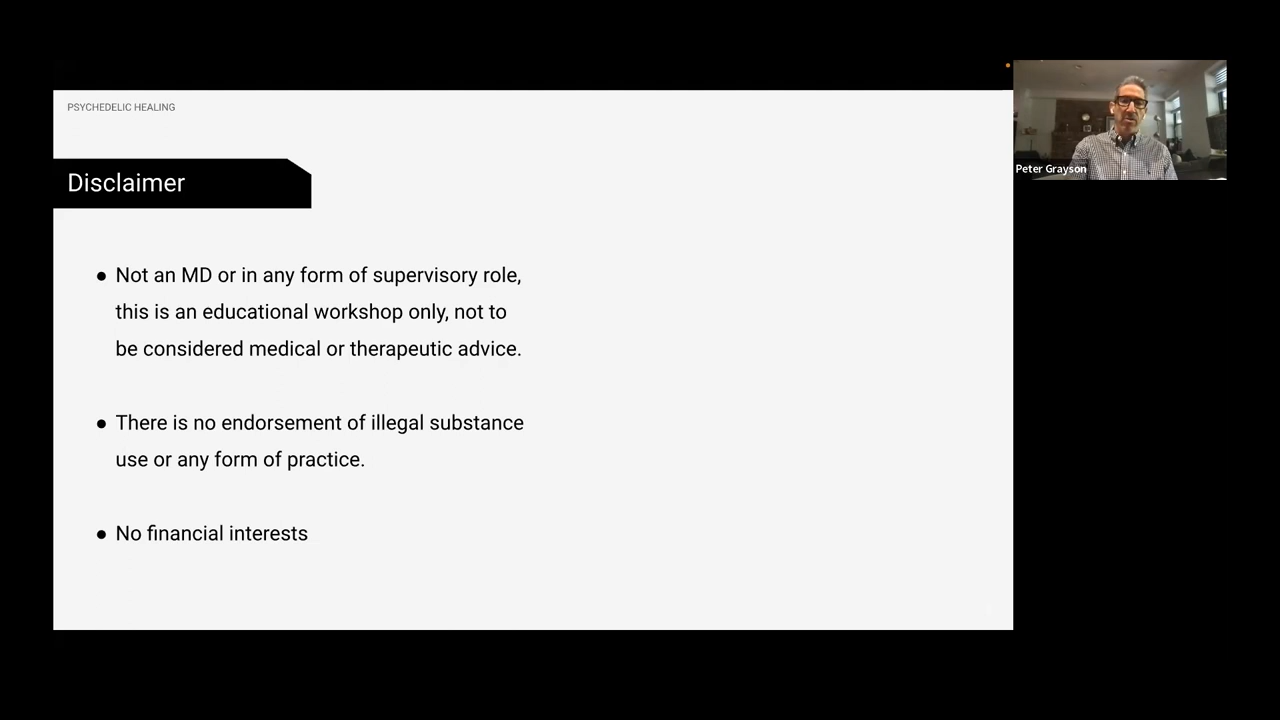 PSYCHEDELIC HEALING
Disclaimer
● Not an MD or in any form of supervisory role,
this is an educational workshop only, not to
be considered medical or therapeutic advice.
● There is no endorsement of illegal substance
use or any form of practice.
● No financial interests
Peter Grayson